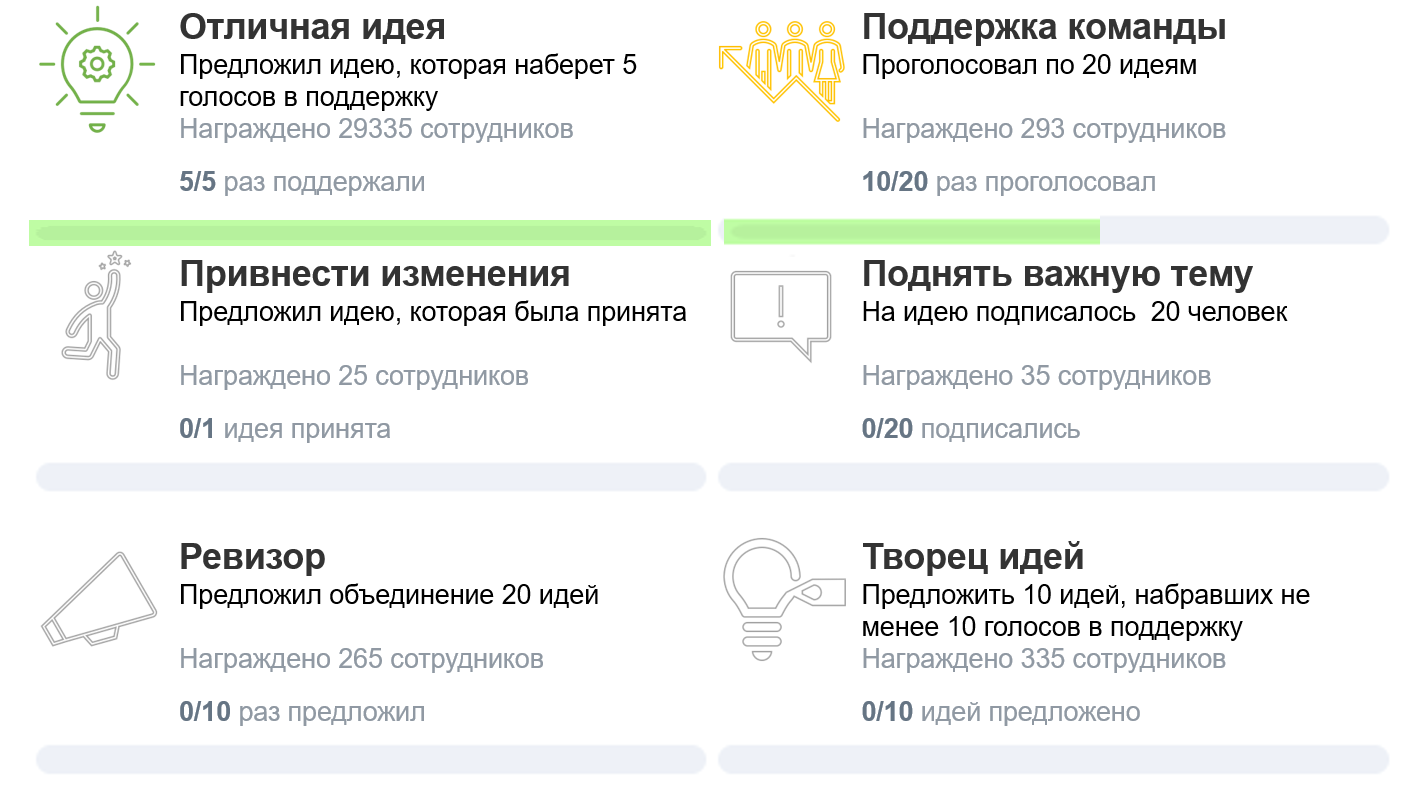 Отличная идея
Предложил идею, которая наберет 5
голосов в поддержку
Награждено 29335 сотрудников
5/5 раз поддержали
Поддержка команды
Проголосовал по 20 идеям
Награждено 293 сотрудников
10/20 раз проголосовал
Привнести изменения
Предложил идею, которая была принята
Награждено 25 сотрудников
0/1 идея принята
Поднять важную тему
На идею подписалось 20 человек
Награждено 35 сотрудников
0/20 подписались
Ревизор
Предложил объединение 20 идей
Награждено 265 сотрудников
0/10 раз предложил
Творец идей
Предложить 10 идей, набравших не
менее 10 голосов в поддержку
Награждено 335 сотрудников
0/10 идей предложено